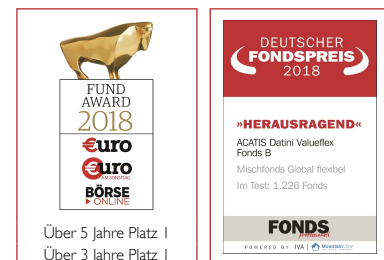 FUND
AWARD
2018
€uro
€uro
AM SONNTAG
BÖRSE
ONLINE
Über 5 Jahre Platz 1
Über 3 Jahre Platz 1
DEUTSCHER
FONDSPREIS
2018
»HERAUSRAGEND«
ACATIS Datini Valueflex
Fonds B
Mischfonds Global flexibel
Im Test: 1.226 Fonds
FONDS
professionell
POWERED BY IVA | MountainView